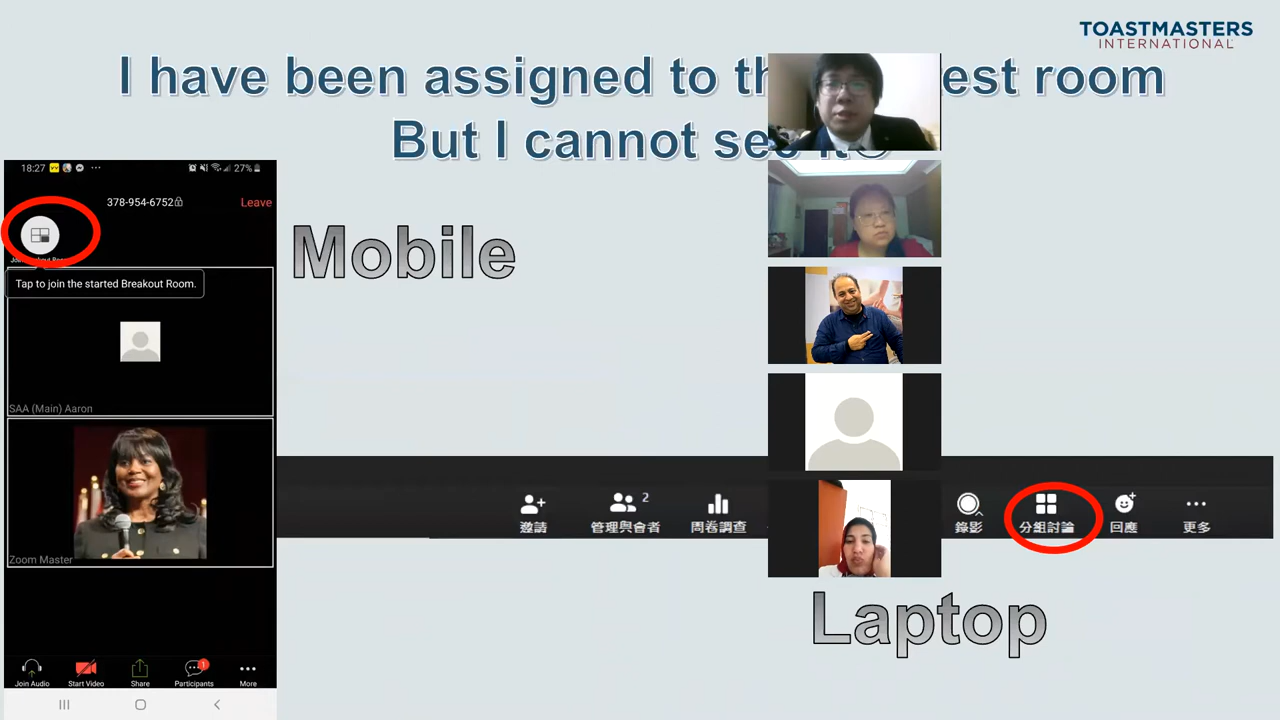 TOASTMASTERS
INTERNATIONAL
I have been assigned to th est room
But I cannot see it
18:27 27%
378-954-6752 Leave
Tap to join the started Breakout Room.
Mobile
SAA (Main) Aaron
Zoom Master
2
邀請 管理與會者 問卷調查 錄影 分組討論 回應 更多
Laptop
1
Join Audio Start Video Share Participants More